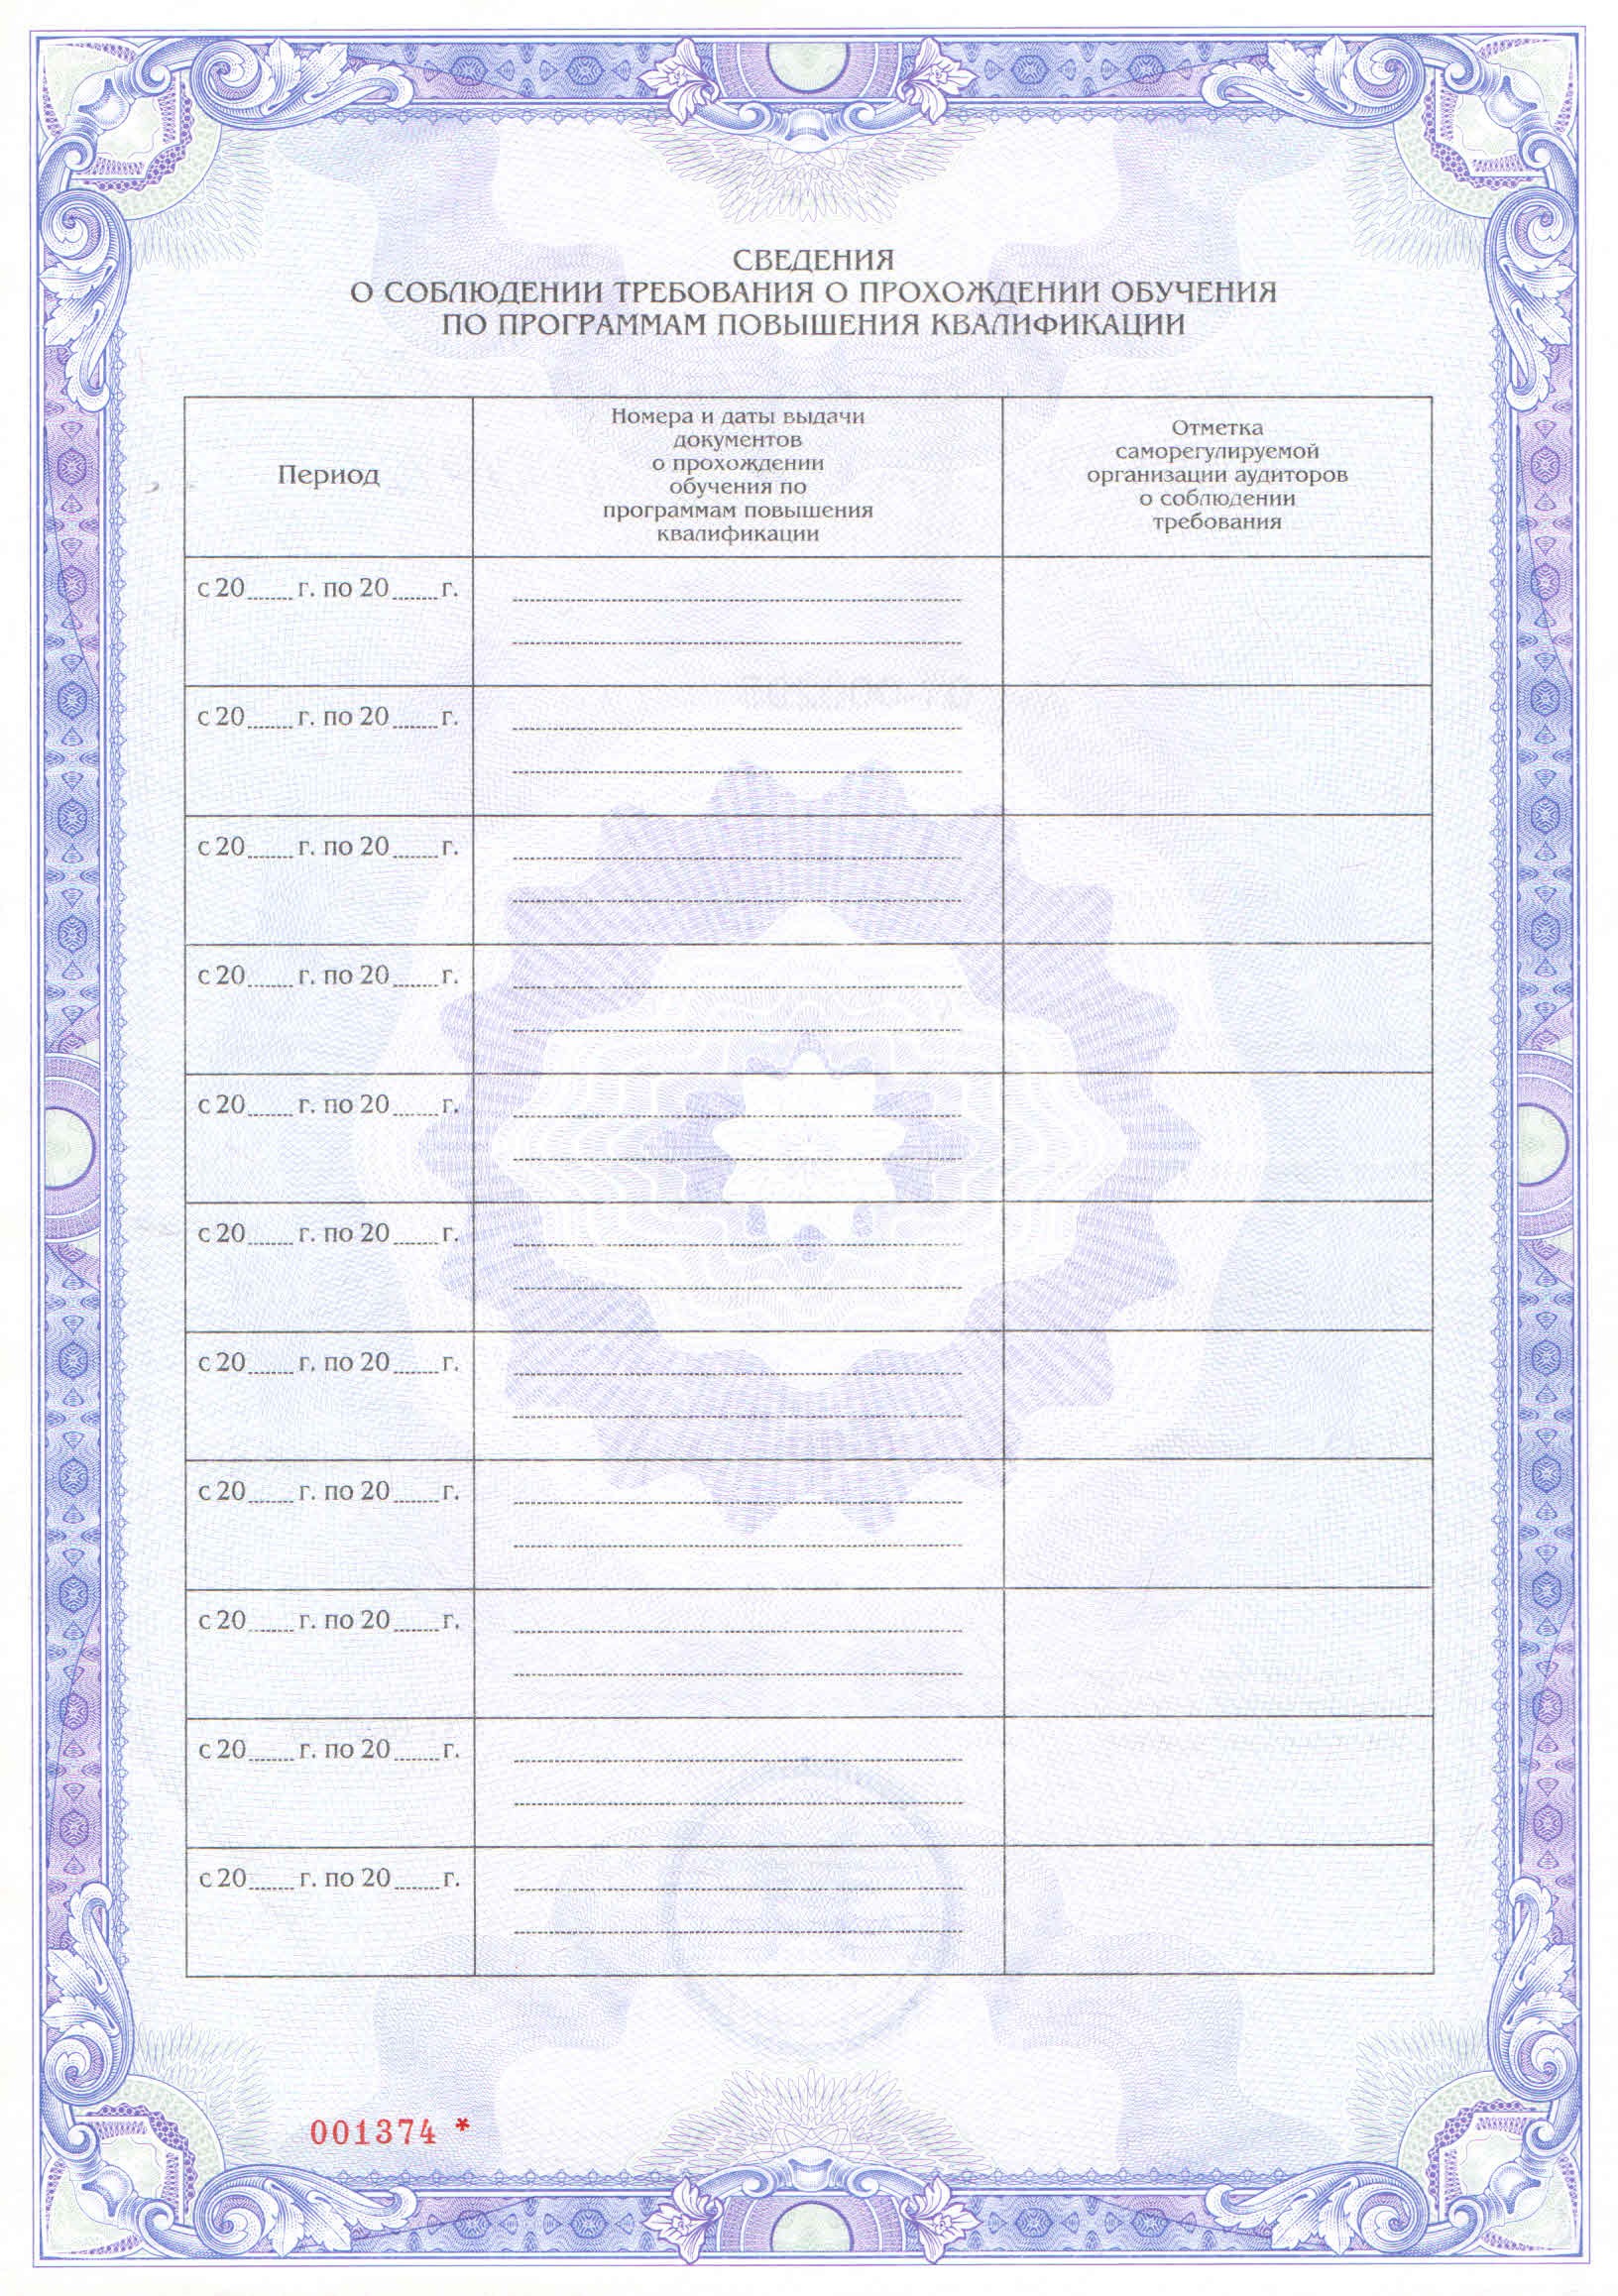 СВЕДЕНИЯ
О СОБЛЮДЕНИИ ТРЕБОВАНИЯ О ПРОХОЖДЕНИИ ОБУЧЕНИЯ
ПО ПРОГРАММАМ ПОВЫШЕНИЯ КВАЛИФИКАЦИИ
Период
Номера и даты выдачи
документов
о прохождении
обучения по
программам повышения
квалификации
Отметка
саморегулируемой
организации аудиторов
о соблюдении
требования
с 20 г. по 20 г.
с 20 г. по 20 г.
с 20 г. по 20 г.
с 20 г. по 20 г.
с 20 г. по 20 г.
с 20 г. по 20 г.
с 20 г. по 20 г.
с 20 г. по 20 г.
с 20 г. по 20 г.
с 20 г. по 20 г.
с 20 г. по 20 г.
001374 *